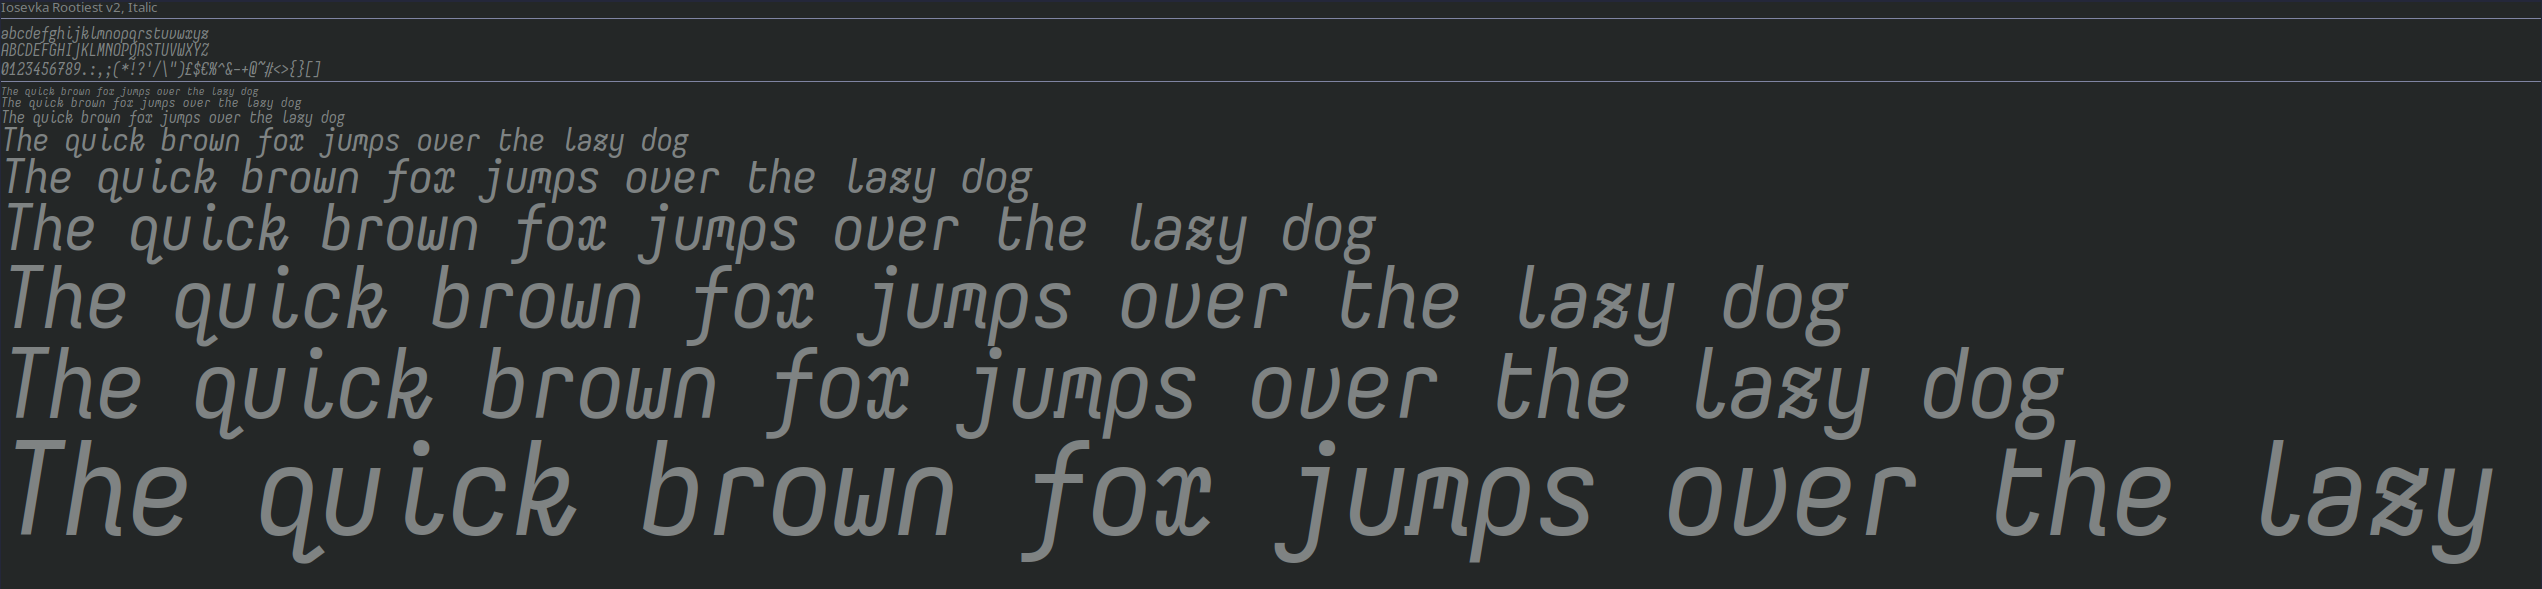 Iosevka Rootiest v2, Italic
abcdefghijklmnopqrstuvwxyz
ABCDEFGHIJKLMNOPQRSTUVWXYZ
0123456789.:,;(*!?'/\")£$€%^&-+@~#<>{}[]
The quick brown fox jumps over the lazy dog
The quick brown fox jumps over the lazy dog
The quick brown fox jumps over the lazy dog
The quick brown fox jumps over the lazy dog
The quick brown fox jumps over the lazy dog
The quick brown fox jumps over the lazy dog
The quick brown fox jumps over the lazy dog
The quick brown fox jumps over the lazy dog
The quick brown fox jumps over the lazy